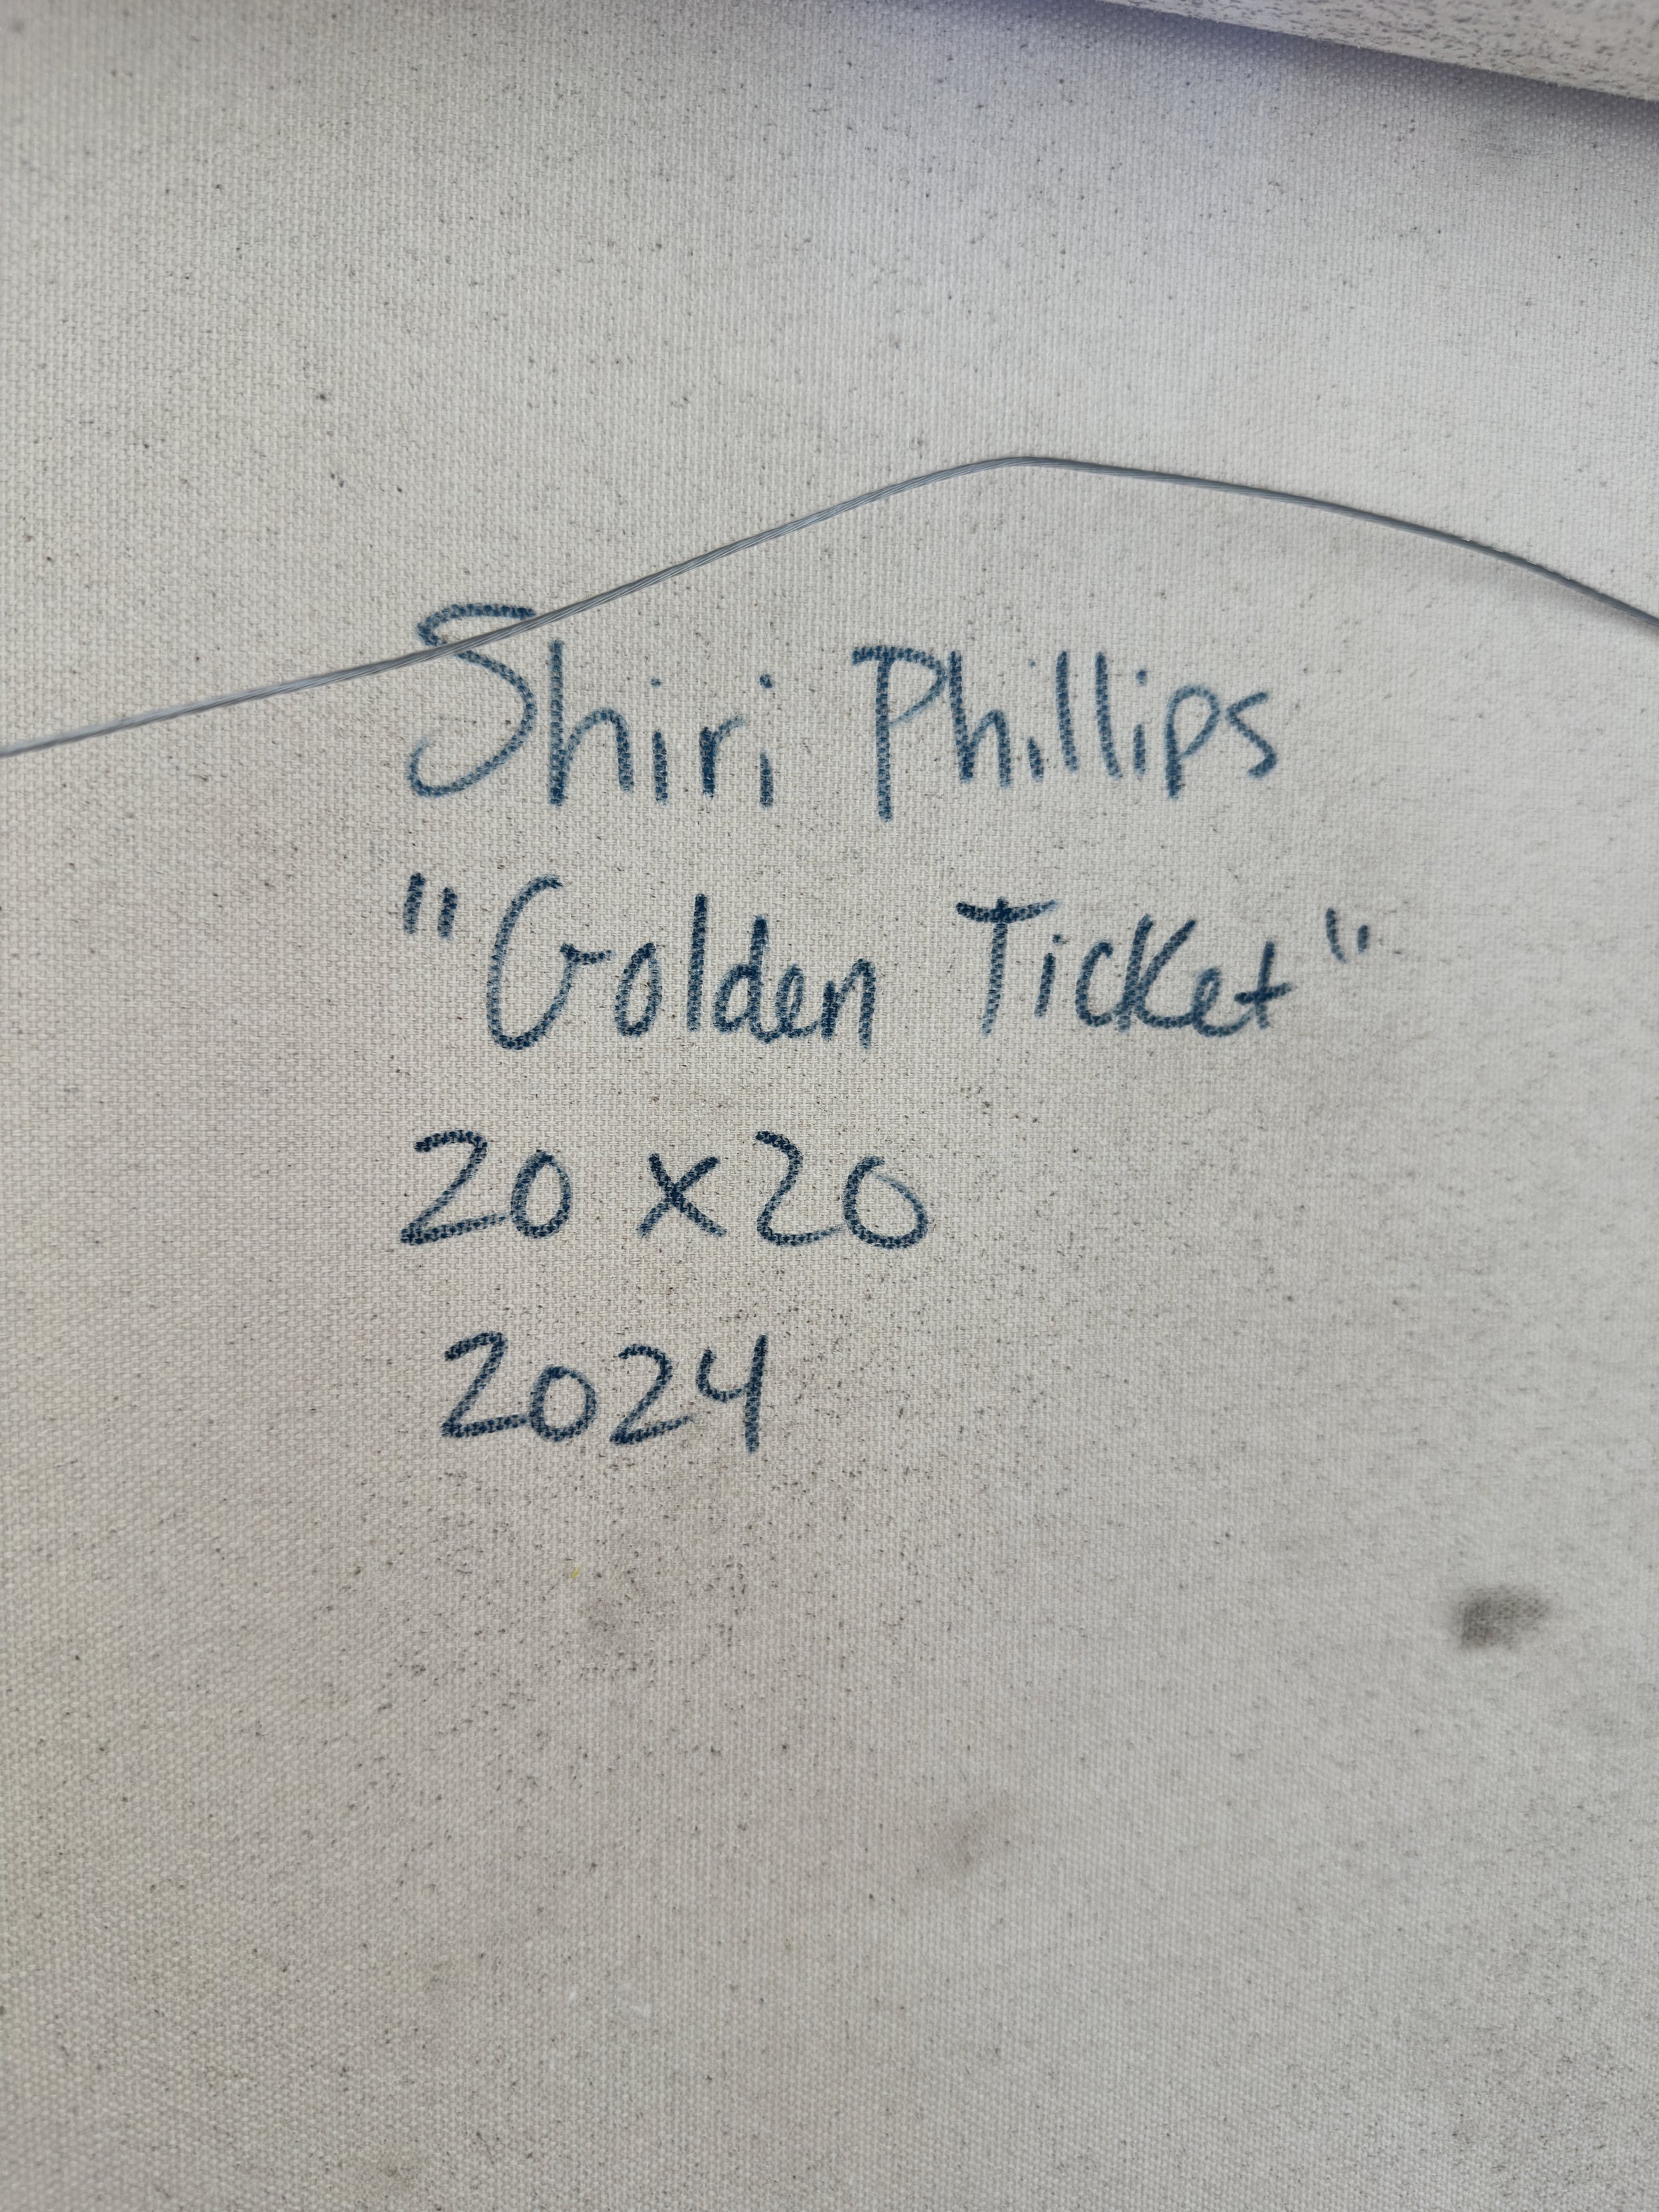 Shiri Phillips
"Golden Ticket"
20 x 20
2024